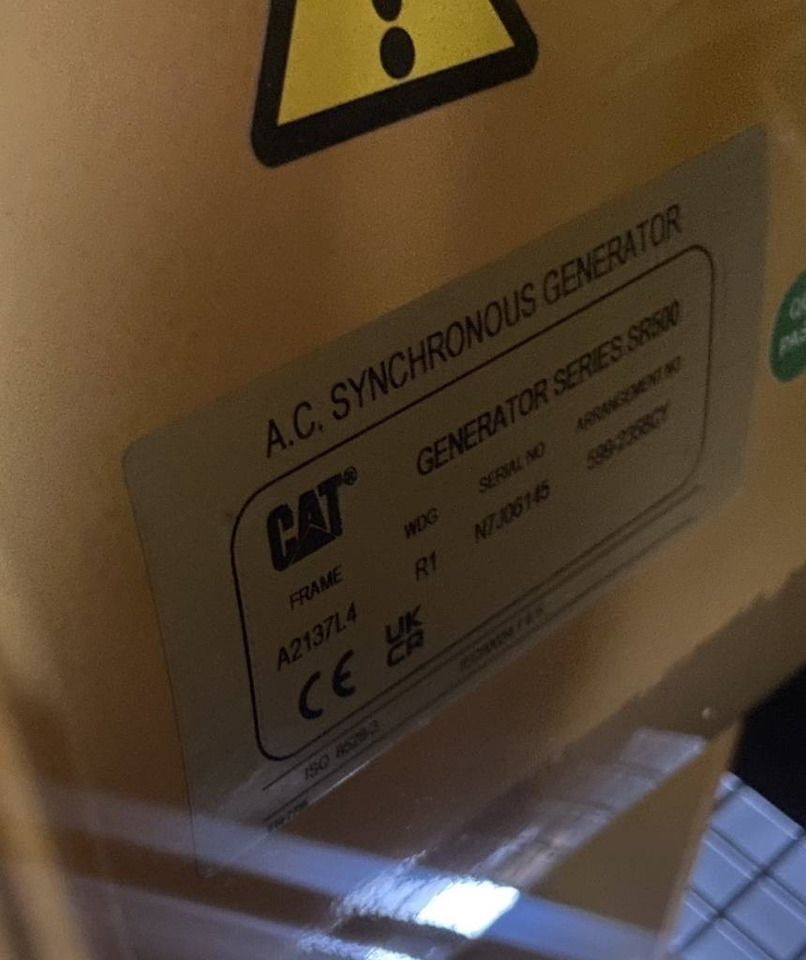 A.C. SYNCHRONOUS GENERATOR
CAT®
GENERATOR SERIES SR500
FRAME WDG SERIAL NO ARRANGEMENT NO
A2137L4 R1 N7J06145 599-2358CY
CE UK CA
ISO 8528-3